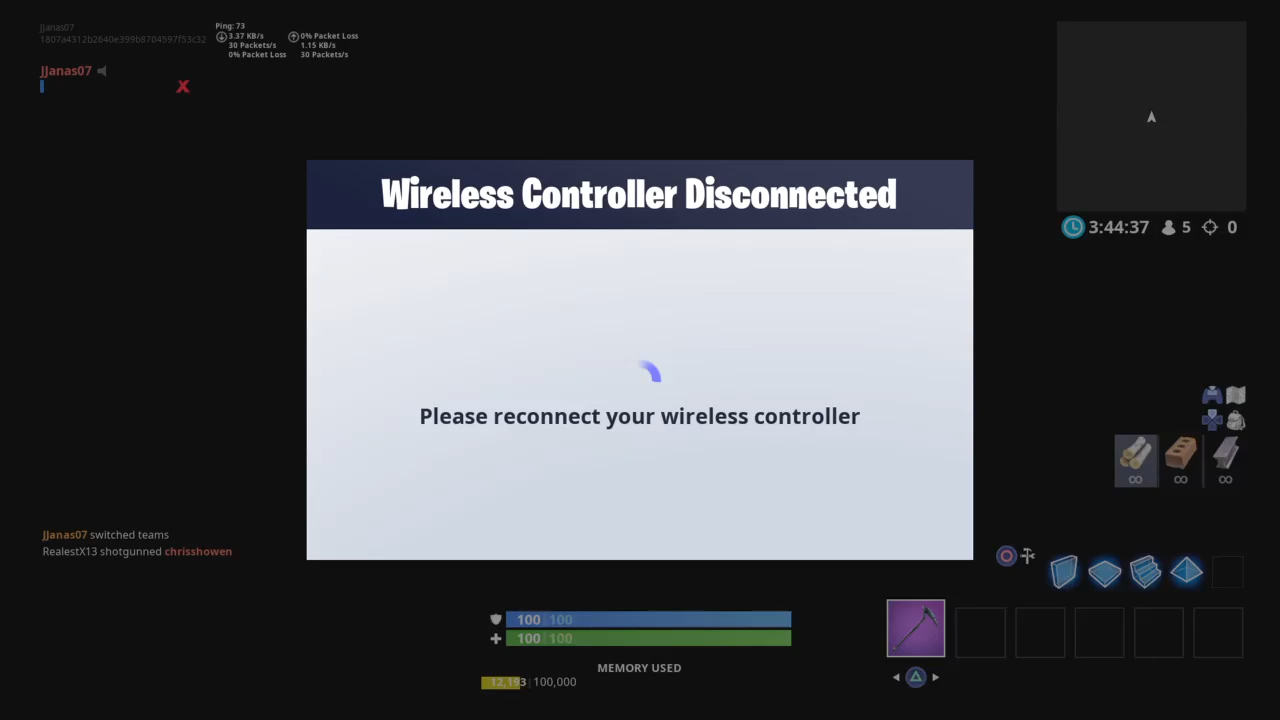 JJanas07
1807a4312b2640e399b8704597f53c32
Ping: 73
3.37 KB/s
30 Packets/s
0% Packet Loss
0% Packet Loss
1.15 KB/s
30 Packets/s
JJanas07
X
Wireless Controller Disconnected
Please reconnect your wireless controller
3:44:37 5 0
∞ ∞ ∞
JJanas07 switched teams
RealestX13 shotgunned chrisshowen
100 | 100
100 | 100
MEMORY USED
12,193 | 100,000